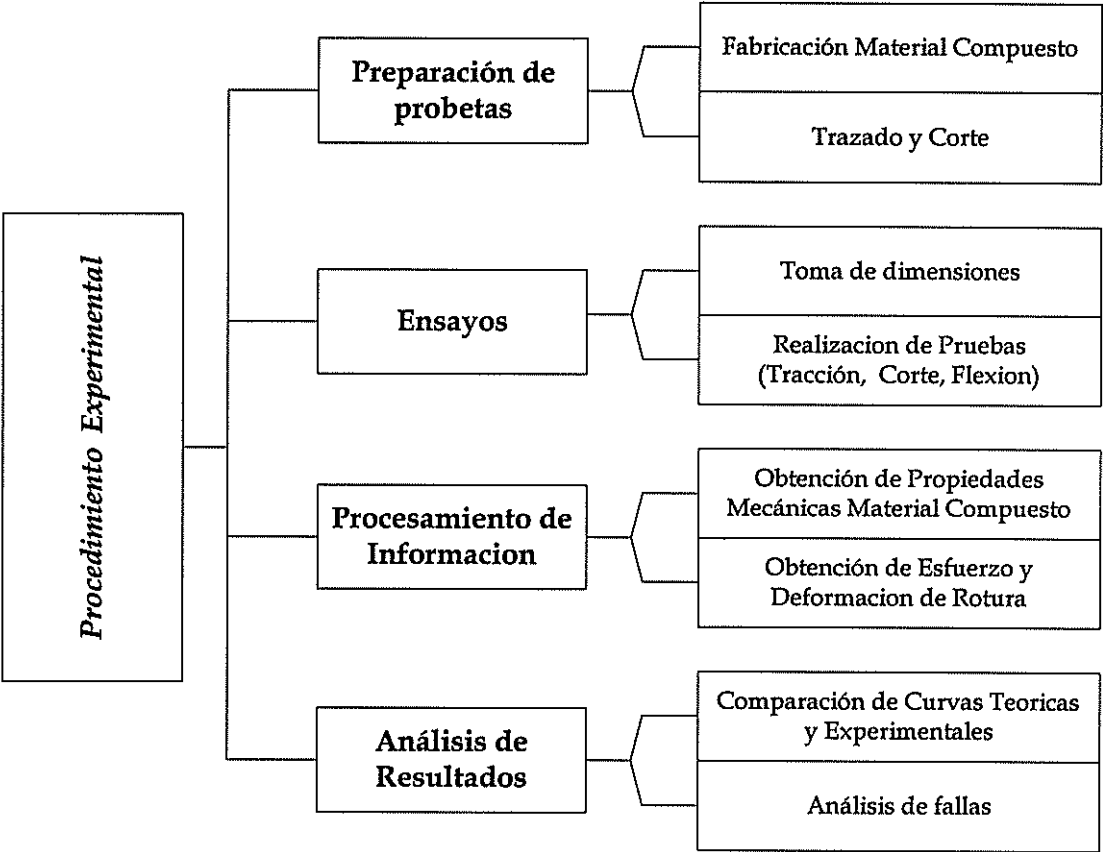 Procedimiento Experimental
Preparación de
probetas
Fabricación Material Compuesto
Trazado y Corte
Ensayos
Toma de dimensiones
Realizacion de Pruebas
(Tracción, Corte, Flexion)
Procesamiento de
Informacion
Obtención de Propiedades
Mecánicas Material Compuesto
Obtención de Esfuerzo y
Deformacion de Rotura
Análisis de
Resultados
Comparación de Curvas Teoricas
y Experimentales
Análisis de fallas